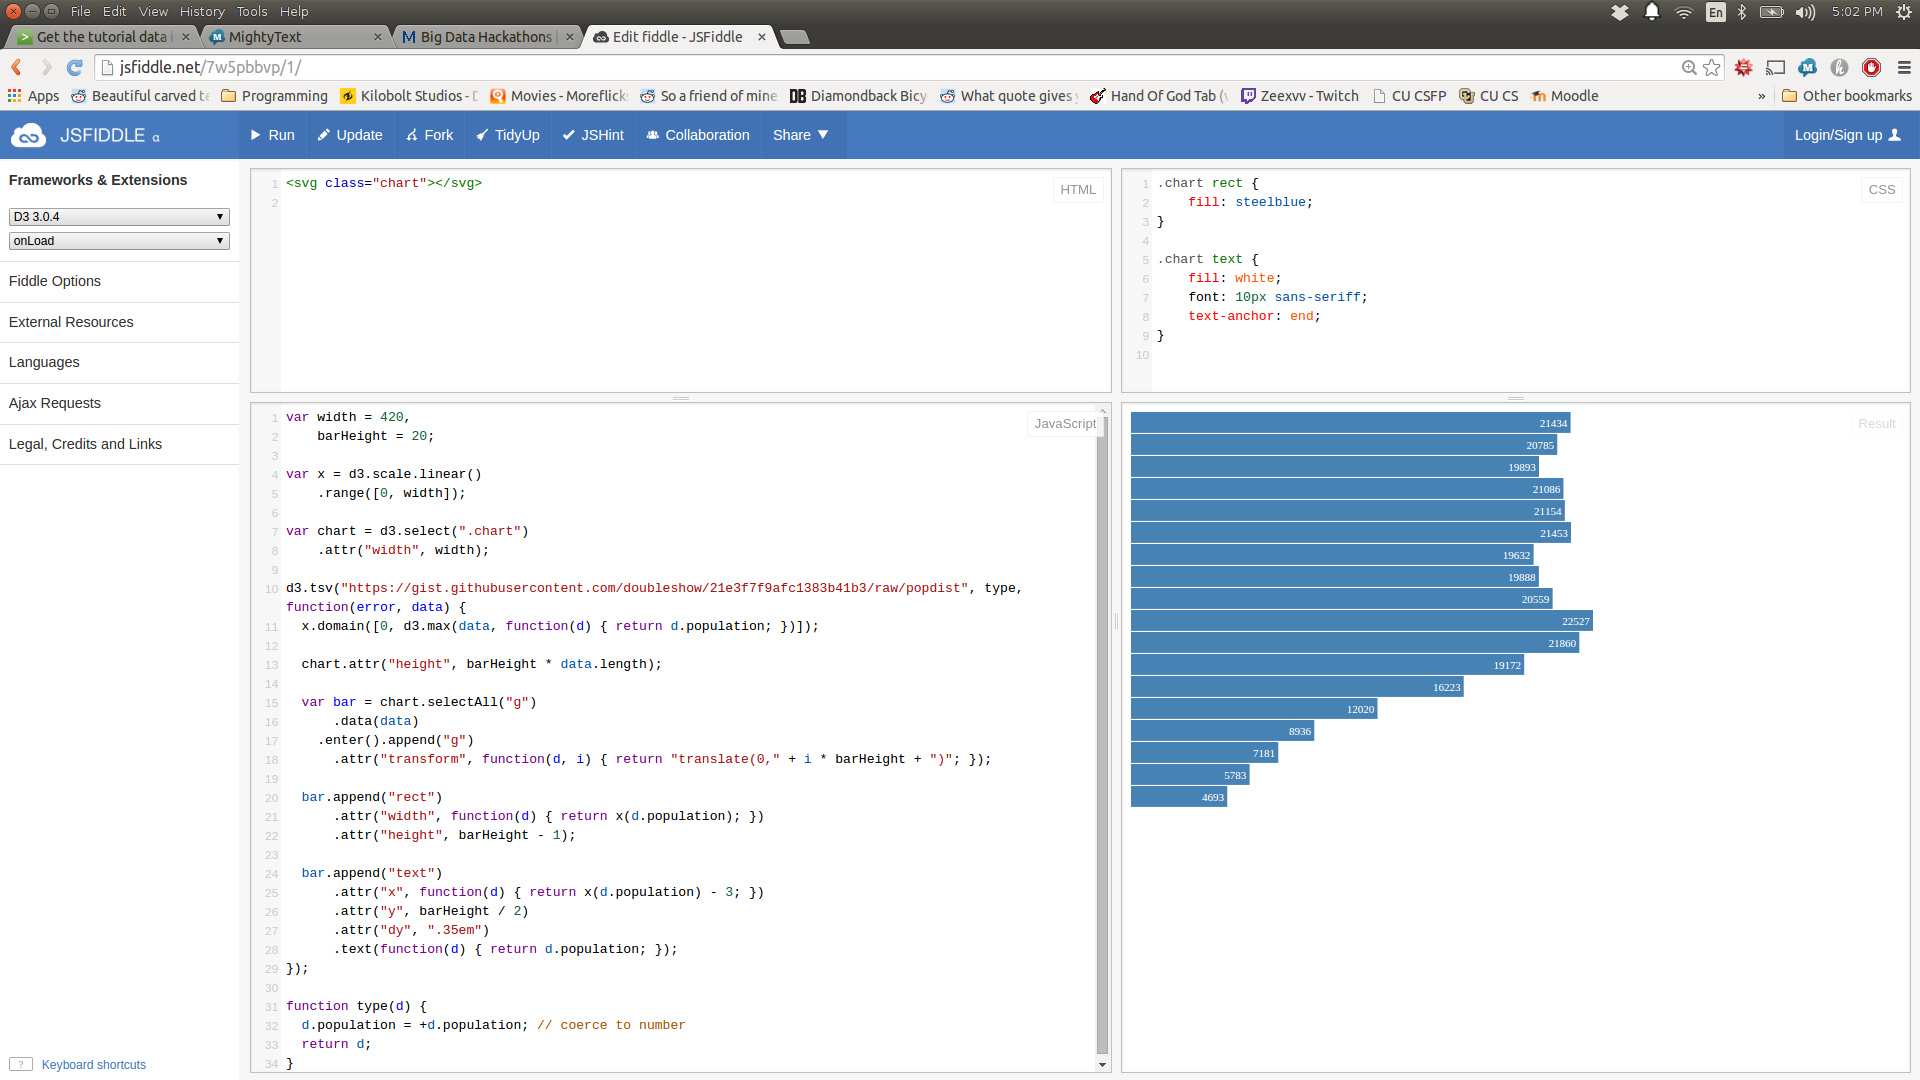 File Edit View History Tools Help
En 5:02 PM
Get the tutorial data i
MightyText
Big Data Hackathons |
Edit fiddle - JSFiddle
jsfiddle.net/7w5pbbvp/1/
Apps Beautiful carved t Programming Kilobolt Studios - Movies - Moreflick So a friend of mine Diamondback Bicy What quote gives Hand Of God Tab ( Zeexvv - Twitch CU CSFP CU CS Moodle » Other bookmarks
JSFIDDLE α
Run Update Fork TidyUp JSHint Collaboration Share
Login/Sign up
Frameworks & Extensions
D3 3.0.4
onLoad
Fiddle Options
External Resources
Languages
Ajax Requests
Legal, Credits and Links
? Keyboard shortcuts
HTML
1 <svg class="chart"></svg>
2
CSS
1 .chart rect {
2 fill: steelblue;
3 }
4
5 .chart text {
6 fill: white;
7 font: 10px sans-seriff;
8 text-anchor: end;
9 }
10
JavaScript
1 var width = 420,
2 barHeight = 20;
3
4 var x = d3.scale.linear()
5 .range([0, width]);
6
7 var chart = d3.select(".chart")
8 .attr("width", width);
9
10 d3.tsv("https://gist.githubusercontent.com/doubleshow/21e3f7f9afc1383b41b3/raw/popdist", type,
function(error, data) {
11 x.domain([0, d3.max(data, function(d) { return d.population; })]);
12
13 chart.attr("height", barHeight * data.length);
14
15 var bar = chart.selectAll("g")
16 .data(data)
17 .enter().append("g")
18 .attr("transform", function(d, i) { return "translate(0," + i * barHeight + ")"; });
19
20 bar.append("rect")
21 .attr("width", function(d) { return x(d.population); })
22 .attr("height", barHeight - 1);
23
24 bar.append("text")
25 .attr("x", function(d) { return x(d.population) - 3; })
26 .attr("y", barHeight / 2)
27 .attr("dy", ".35em")
28 .text(function(d) { return d.population; });
29 });
30
31 function type(d) {
32 d.population = +d.population; // coerce to number
33 return d;
34 }
Result
21434
20785
19893
21086
21154
21453
19632
19888
20559
22527
21860
19172
16223
12020
8936
7181
5783
4693